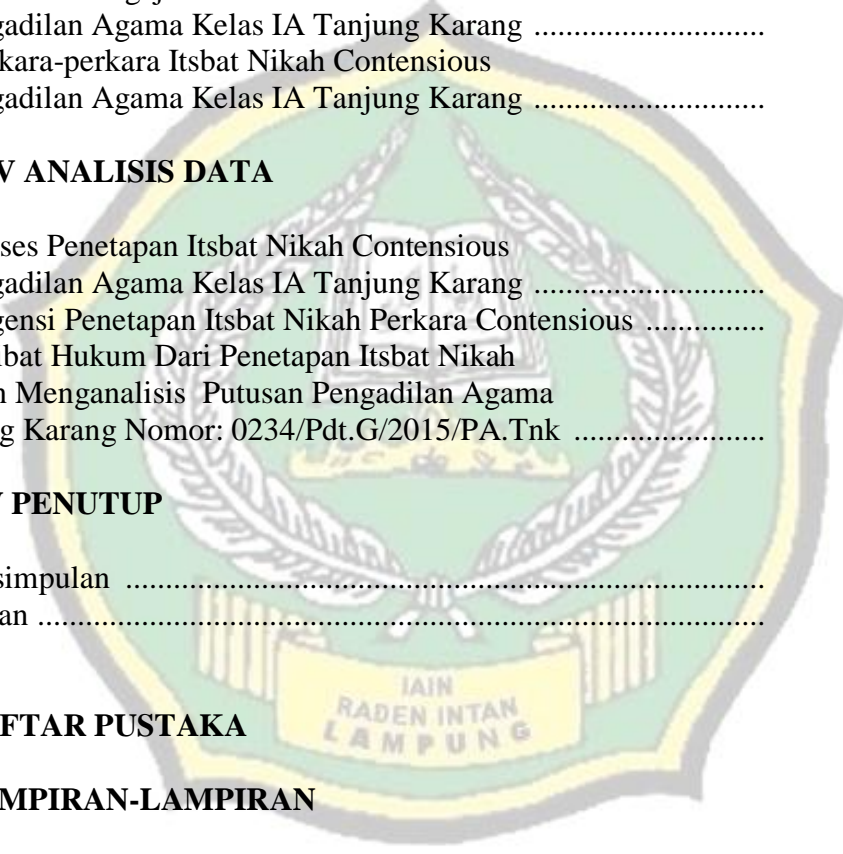 gadilan Agama Kelas IA Tanjung Karang ............................
kara-perkara Itsbat Nikah Contensious
gadilan Agama Kelas IA Tanjung Karang ............................
V ANALISIS DATA
ses Penetapan Itsbat Nikah Contensious
gadilan Agama Kelas IA Tanjung Karang ............................
gensi Penetapan Itsbat Nikah Perkara Contensious ..............
ibat Hukum Dari Penetapan Itsbat Nikah
n Menganalisis Putusan Pengadilan Agama
g Karang Nomor: 0234/Pdt.G/2015/PA.Tnk .......................
PENUTUP
simpulan .............................................................................
an ........................................................................................
IAIN
RADEN INTAN
LAMPUNG
FTAR PUSTAKA
MPIRAN-LAMPIRAN